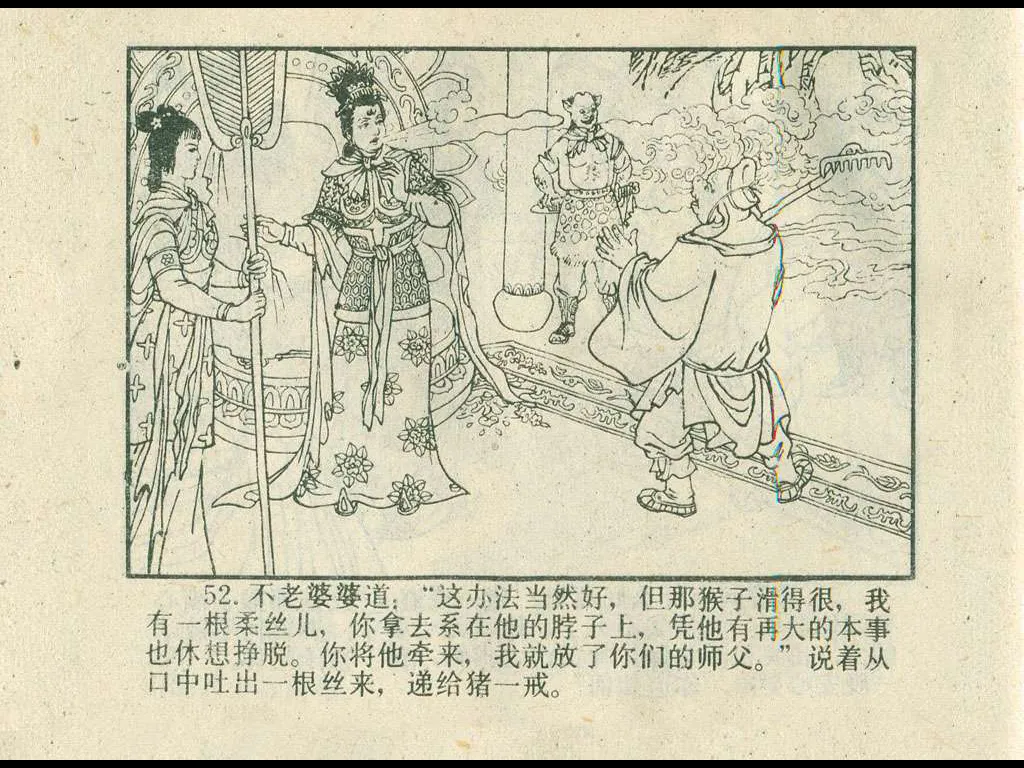 52. 不老婆婆道：“这办法当然好，但那猴子滑得很，我
有一根柔丝儿，你拿去系在他的脖子上，凭他有再大的本事
也休想挣脱。你将他牵来，我就放了你们的师父。”说着从
口中吐出一根丝来，递给猪一戒。